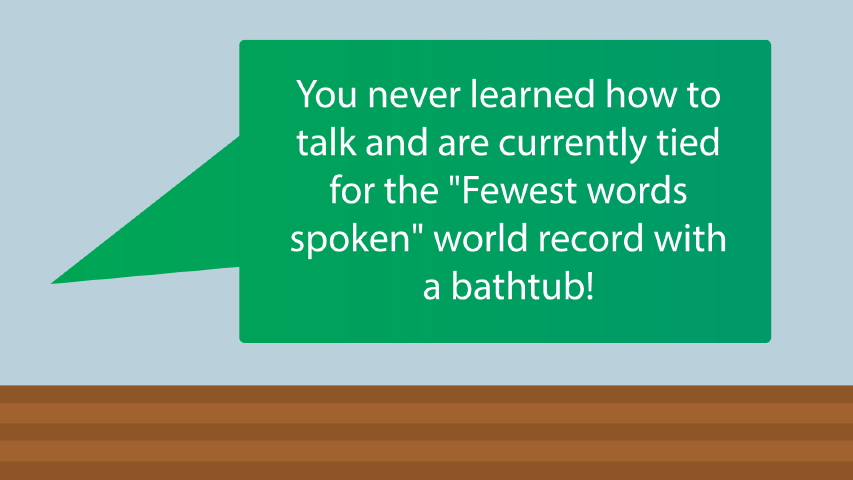 You never learned how to
talk and are currently tied
for the "Fewest words
spoken" world record with
a bathtub!